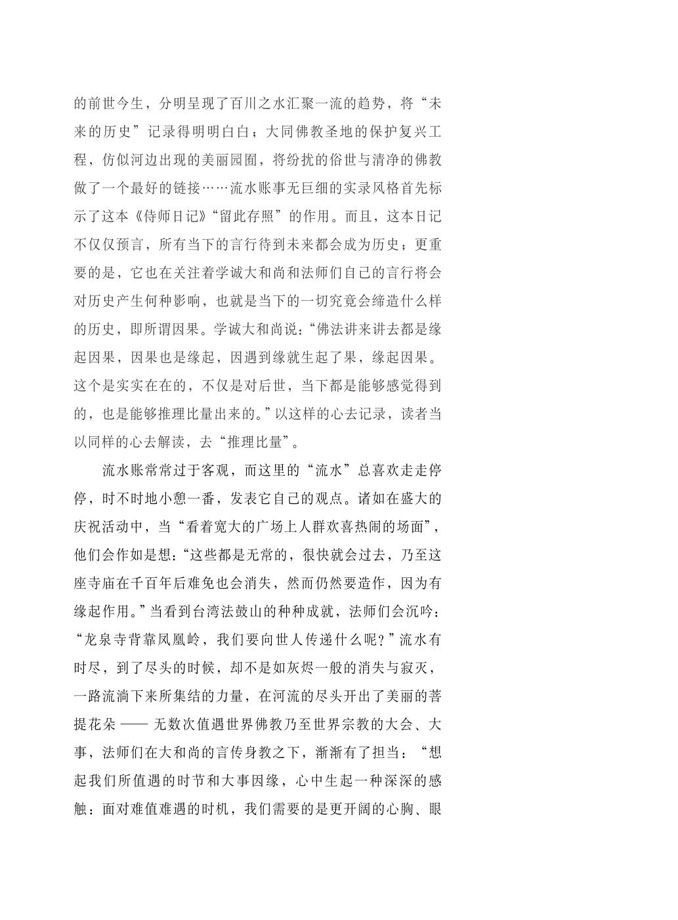 的前世今生，分明呈现了百川之水汇聚一流的趋势，将“未
来的历史”记录得明明白白；大同佛教圣地的保护复兴工
程，仿似河边出现的美丽园囿，将纷扰的俗世与清净的佛教
做了一个最好的链接……流水账事无巨细的实录风格首先标
示了这本《侍师日记》“留此存照”的作用。而且，这本日记
不仅仅预言，所有当下的言行待到未来都会成为历史；更重
要的是，它也在关注着学诚大和尚和法师们自己的言行将会
对历史产生何种影响，也就是当下的一切究竟会缔造什么样
的历史，即所谓因果。学诚大和尚说：“佛法讲来讲去都是缘
起因果，因果也是缘起，因遇到缘就生起了果，缘起因果。
这个是实实在在的，不仅是对后世，当下都是能够感觉得到
的，也是能够推理比量出来的。”以这样的心去记录，读者当
以同样的心去解读，去“推理比量”。
流水账常常过于客观，而这里的“流水”总喜欢走走停
停，时不时地小憩一番，发表它自己的观点。诸如在盛大的
庆祝活动中，当“看着宽大的广场上人群欢喜热闹的场面”，
他们会作如是想：“这些都是无常的，很快就会过去，乃至这
座寺庙在千百年后难免也会消失，然而仍然要造作，因为有
缘起作用。”当看到台湾法鼓山的种种成就，法师们会沉吟：
“龙泉寺背靠凤凰岭，我们要向世人传递什么呢？”流水有
时尽，到了尽头的时候，却不是如灰烬一般的消失与寂灭，
一路流淌下来所集结的力量，在河流的尽头开出了美丽的菩
提花朵——无数次值遇世界佛教乃至世界宗教的大会、大
事，法师们在大和尚的言传身教之下，渐渐有了担当：“想
起我们所值遇的时节和大事因缘，心中生起一种深深的感
触：面对难值难遇的时机，我们需要的是更开阔的心胸、眼